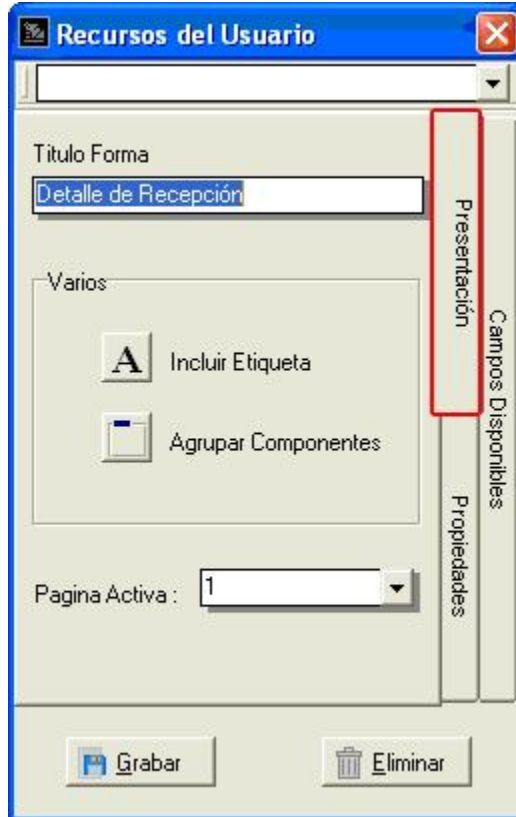 Recursos del Usuario
Titulo Forma
Detalle de Recepción
Varios
A Incluir Etiqueta
Agrupar Componentes
Pagina Activa : 1
Presentación
Propiedades
Campos Disponibles
Grabar
Eliminar